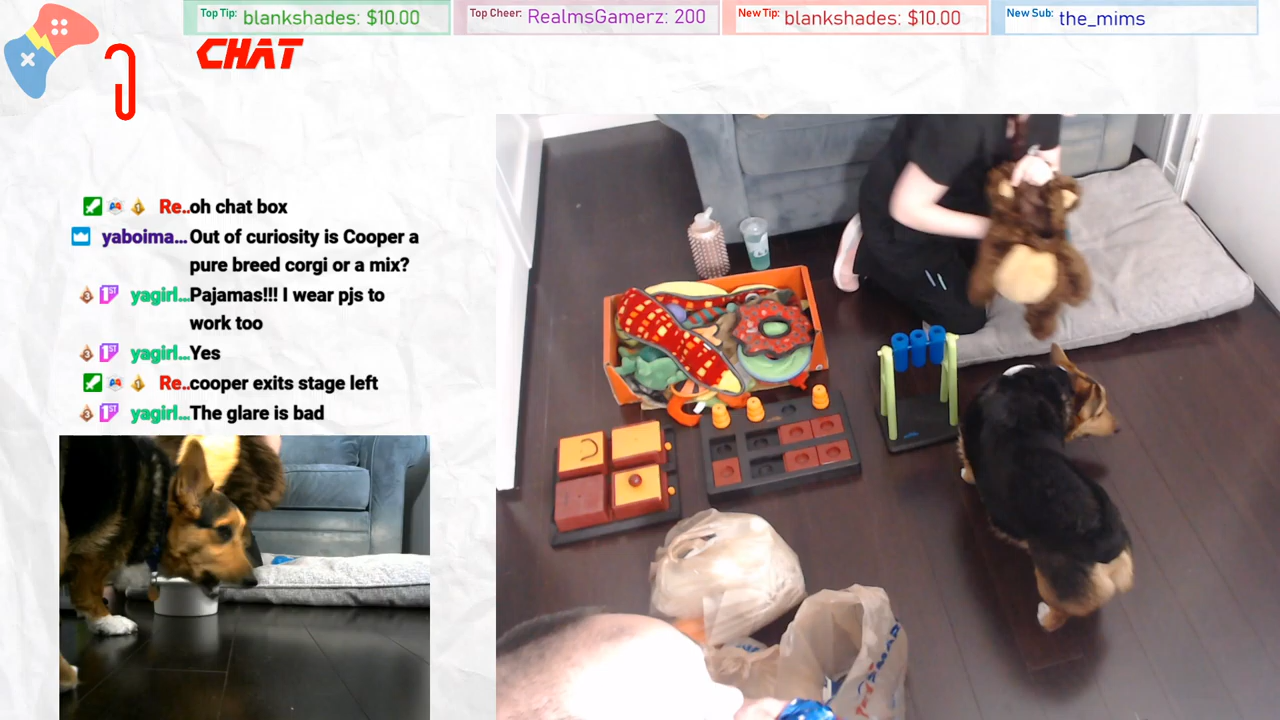 Top Tip: blankshades: $10.00
Top Cheer: RealmsGamerz: 200
New Tip: blankshades: $10.00
New Sub: the_mims
CHAT
Re..oh chat box
yaboima...Out of curiosity is Cooper a
pure breed corgi or a mix?
yagirl...Pajamas!!! I wear pjs to
work too
yagirl...Yes
Re..cooper exits stage left
yagirl...The glare is bad